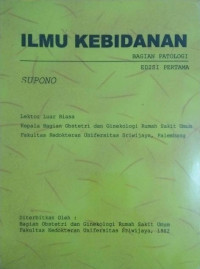 ILMU KEBIDANAN
BAGIAN PATOLOGI
EDISI PERTAMA
SUPONO
Lektor Luar Biasa
Kepala Bagian Obstetri dan Ginekologi Rumah Sakit Umum
Fakultas Kedokteran Universitas Sriwijaya, Palembang
Diterbitkan Oleh :
Bagian Obstetri dan Ginekologi Rumah Sakit Umum
Fakultas Kedokteran Universitas Sriwijaya, 1982